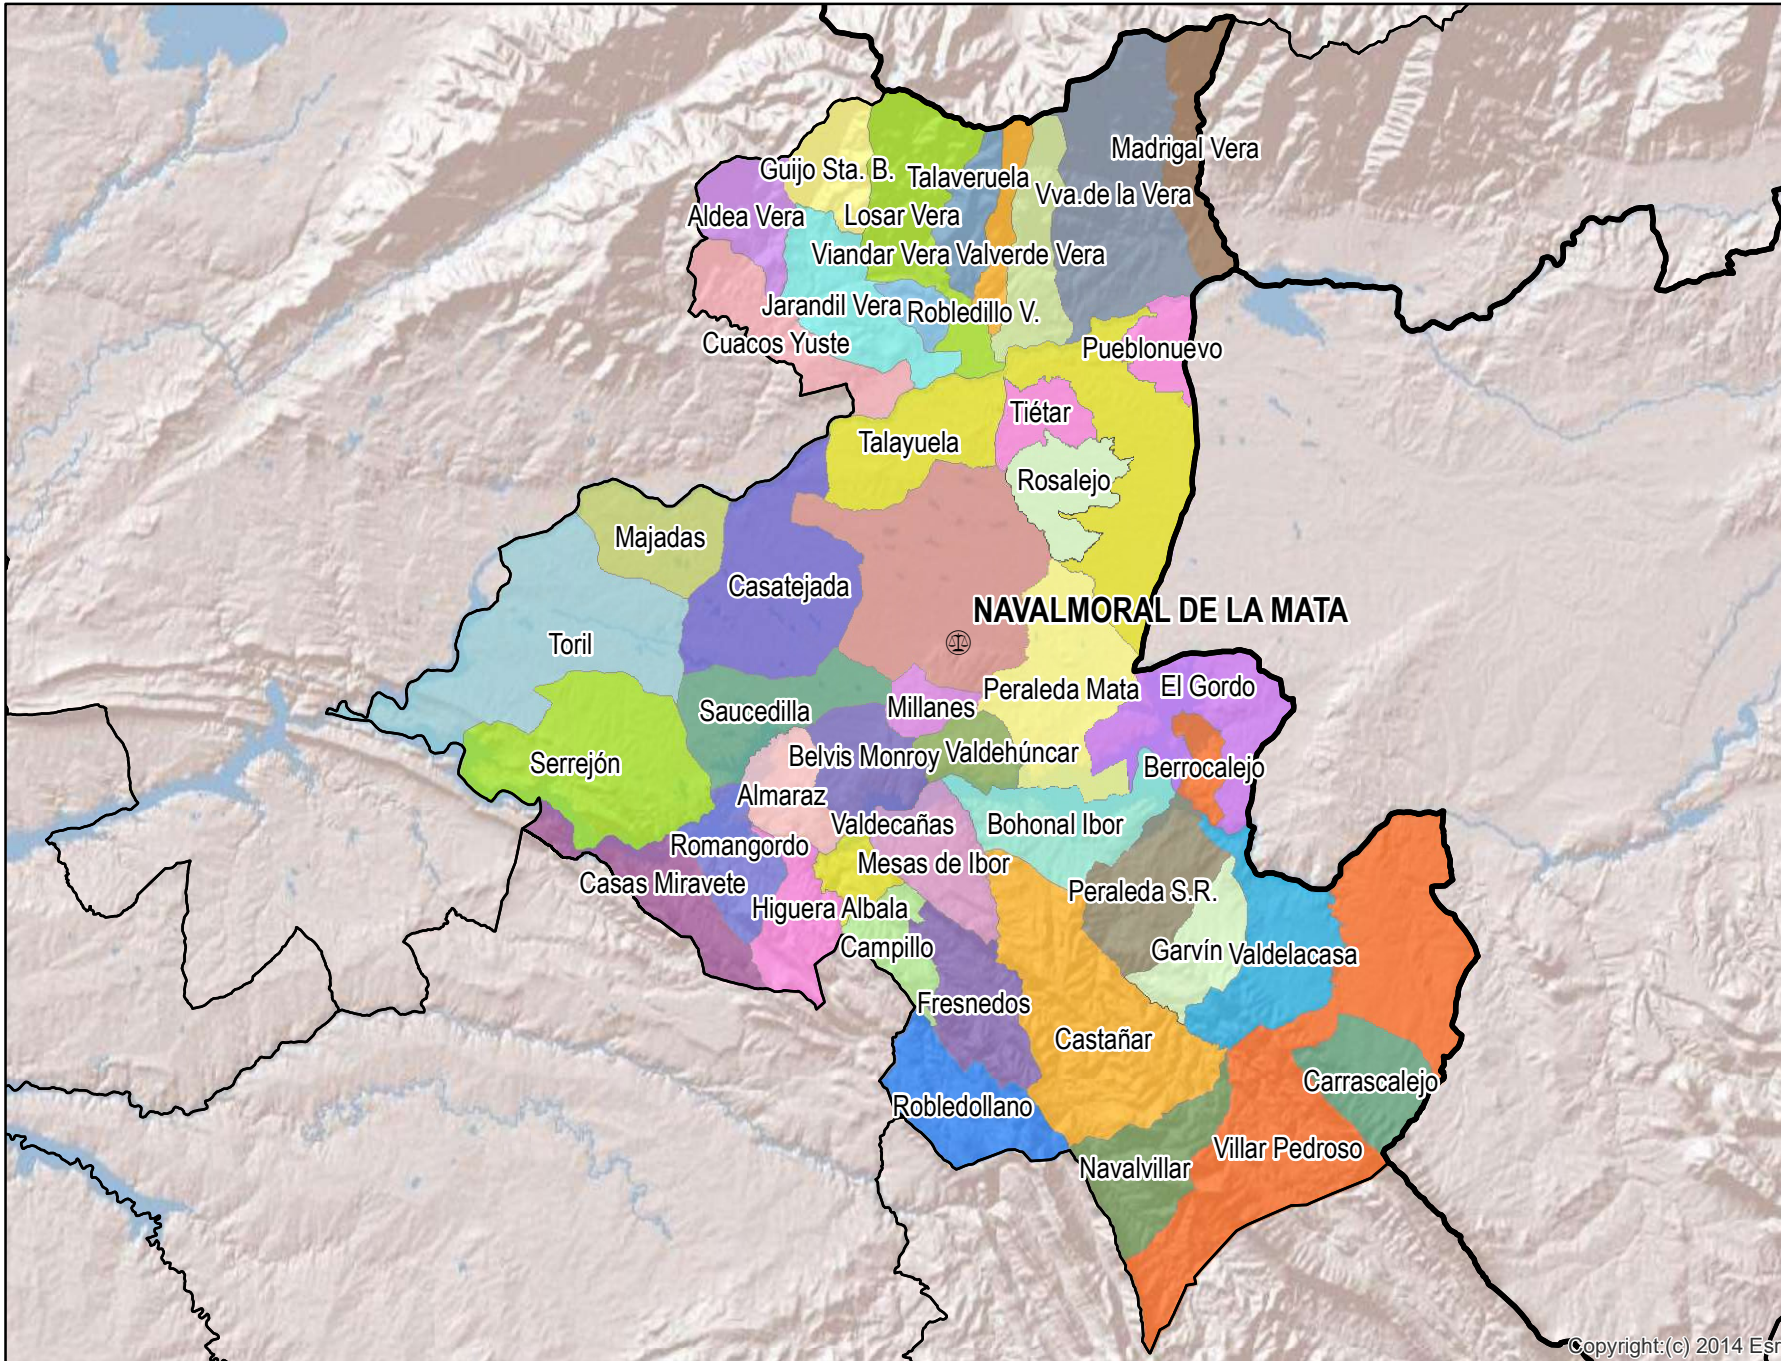 Madrigal Vera
Guijo Sta. B.
Talaveruela
Vva.de la Vera
Aldea Vera
Losar Vera
Viandar Vera
Valverde Vera
Jarandil Vera
Robledillo V.
Cuacos Yuste
Pueblonuevo
Tiétar
Talayuela
Rosalejo
Majadas
Casatejada
NAVALMORAL DE LA MATA
Toril
Peraleda Mata
El Gordo
Saucedilla
Millanes
Serrejón
Belvis Monroy
Valdehúncar
Berrocalejo
Almaraz
Valdecañas
Bohonal Ibor
Romangordo
Mesas de Ibor
Casas Miravete
Peraleda S.R.
Higuera Albala
Campillo
Garvín
Valdelacasa
Fresnedos
Castañar
Carrascalejo
Robledollano
Villar Pedroso
Navalvillar
Copyright:(c) 2014 Esr